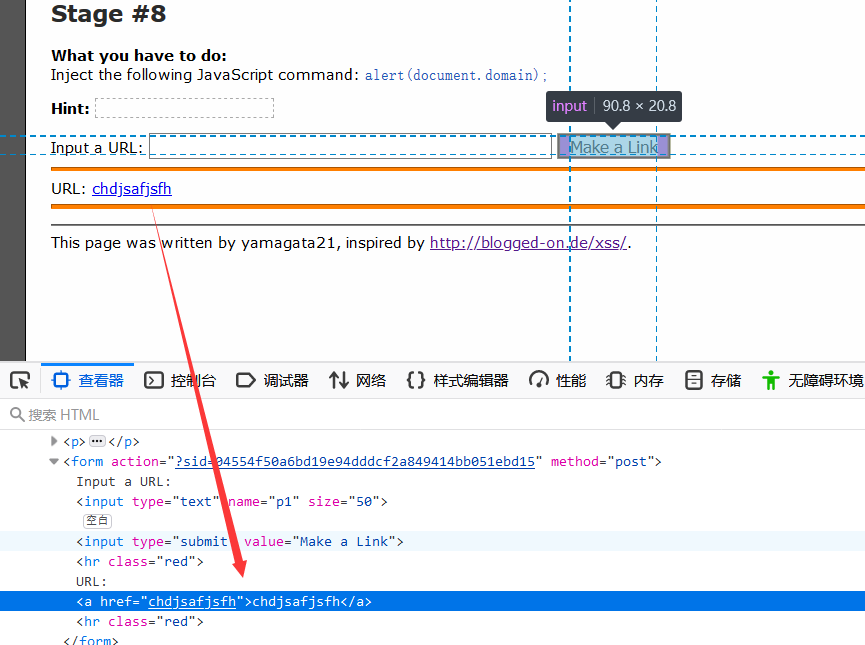 Stage #8
What you have to do:
Inject the following JavaScript command: alert(document.domain);
Hint:
input 90.8 × 20.8
Input a URL: Make a Link
URL: chdjsafjsfh
This page was written by yamagata21, inspired by http://blogged-on.de/xss/.
查看器 控制台 调试器 网络 {} 样式编辑器 性能 内存 存储 无障碍环境
搜索 HTML
<p>…</p>
<form action="?sid=04554f50a6bd19e94dddcf2a849414bb051ebd15" method="post">
Input a URL:
<input type="text" name="p1" size="50">
空白
<input type="submit" value="Make a Link">
<hr class="red">
URL:
<a href="chdjsafjsfh">chdjsafjsfh</a>
<hr class="red">
</form>